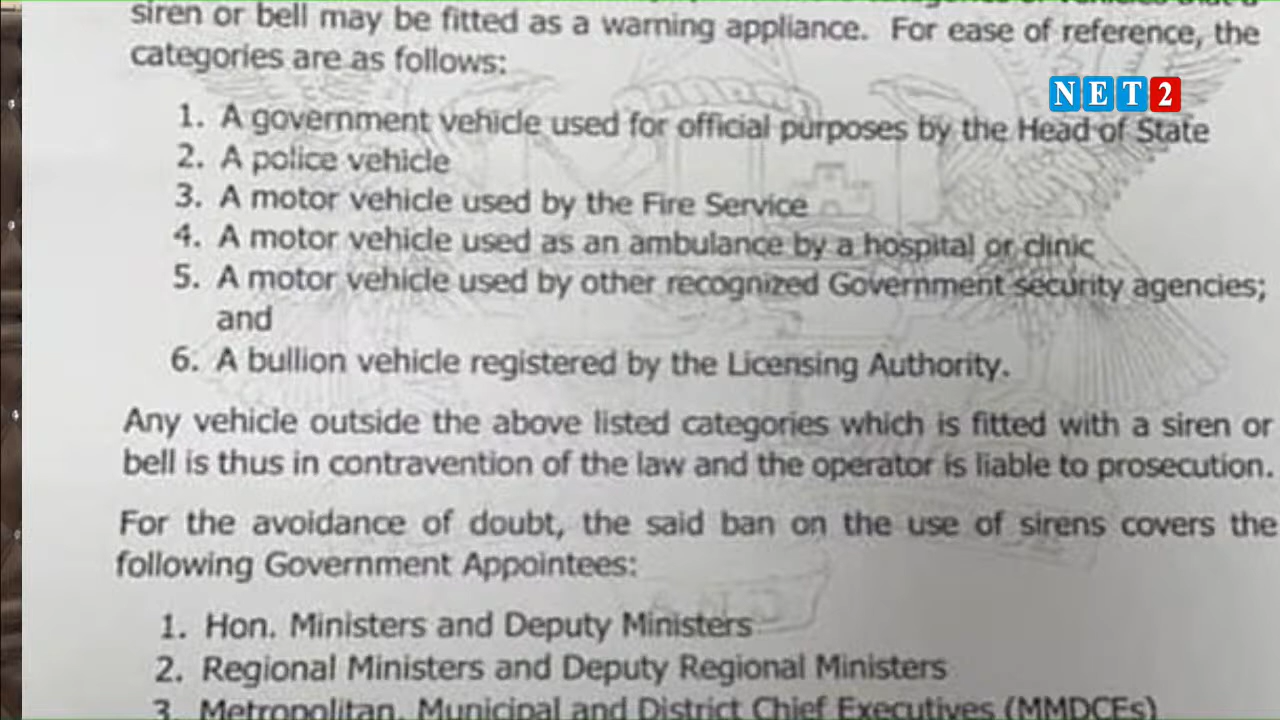 siren or bell may be fitted as a warning appliance. For ease of reference, the
categories are as follows:
NET2
1. A government vehicle used for official purposes by the Head of State
2. A police vehicle
3. A motor vehicle used by the Fire Service
4. A motor vehicle used as an ambulance by a hospital or clinic
5. A motor vehicle used by other recognized Government security agencies;
and
6. A bullion vehicle registered by the Licensing Authority.
Any vehicle outside the above listed categories which is fitted with a siren or
bell is thus in contravention of the law and the operator is liable to prosecution.
For the avoidance of doubt, the said ban on the use of sirens covers the
following Government Appointees:
1. Hon. Ministers and Deputy Ministers
2. Regional Ministers and Deputy Regional Ministers
3. Metropolitan, Municipal and District Chief Executives (MMDCEs)